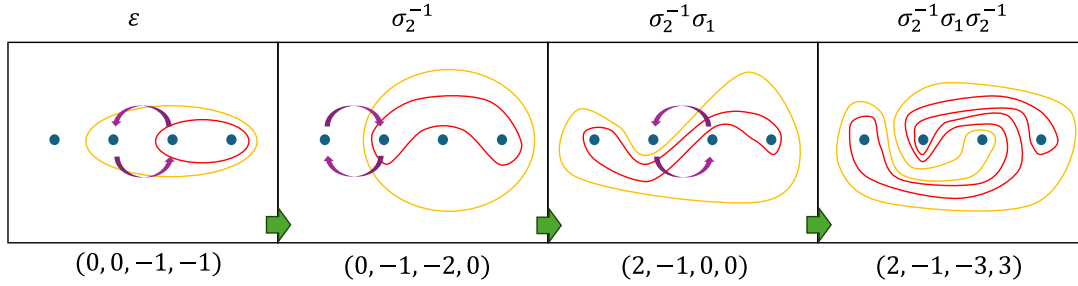 ε
σ₂⁻¹
σ₂⁻¹σ₁
σ₂⁻¹σ₁σ₂⁻¹
(0, 0, −1, −1)
(0, −1, −2, 0)
(2, −1, 0, 0)
(2, −1, −3, 3)